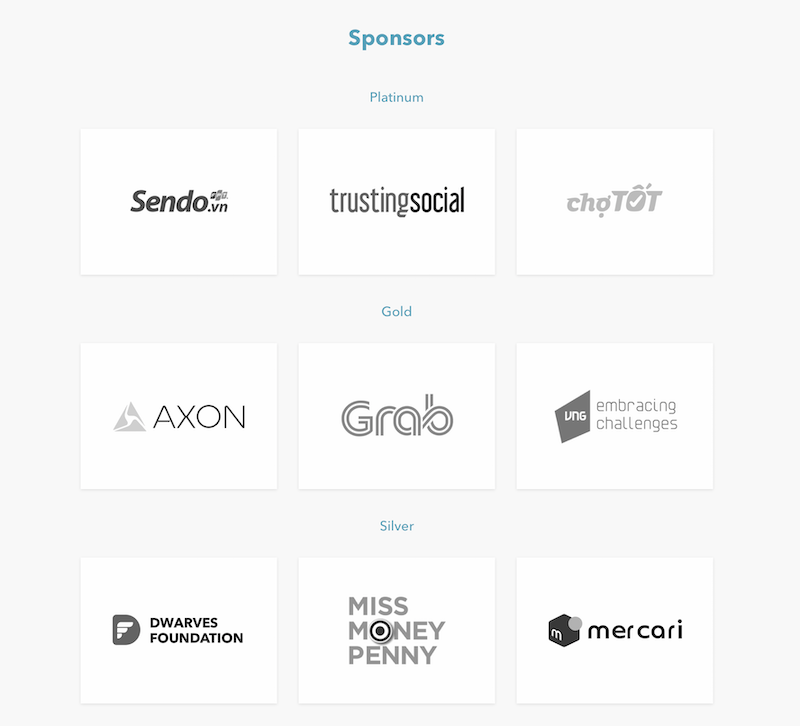 Sponsors
Platinum
Sendo.vn
trustingsocial
chợTỐT
Gold
AXON
Grab
VNG
embracing
challenges
Silver
DWARVES
FOUNDATION
MISS
MONEY
PENNY
m
mercari